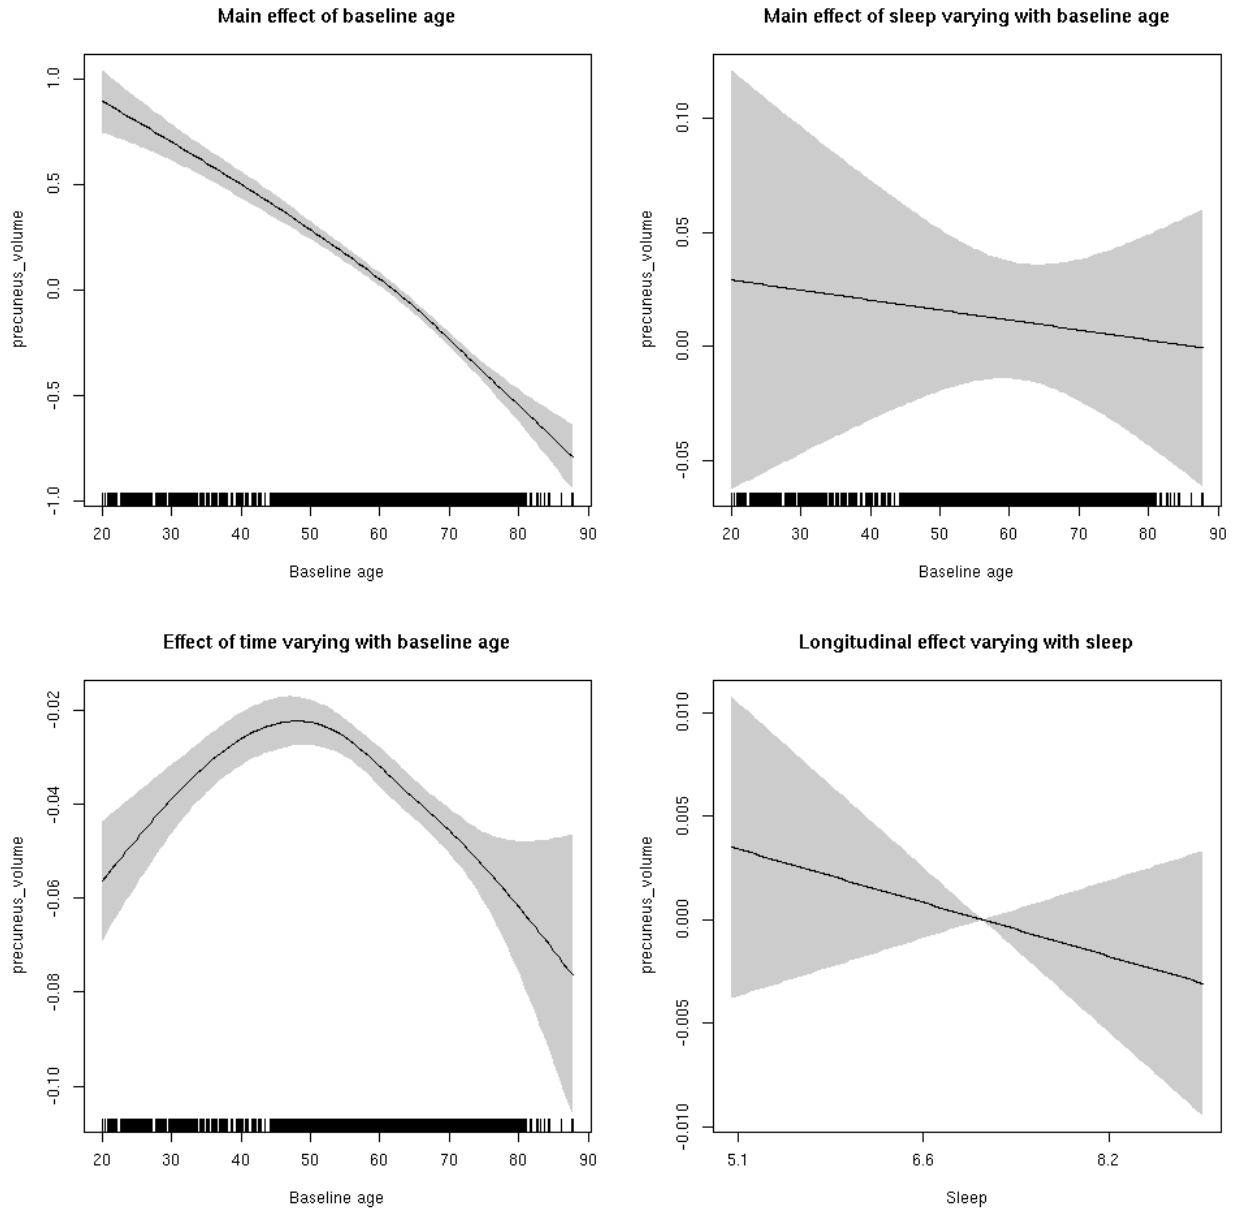 Main effect of baseline age
precuneus_volume
1.0
0.5
0.0
-0.5
-1.0
20 30 40 50 60 70 80 90
Baseline age
Main effect of sleep varying with baseline age
precuneus_volume
0.10
0.05
0.00
-0.05
20 30 40 50 60 70 80 90
Baseline age
Effect of time varying with baseline age
precuneus_volume
-0.02
-0.04
-0.06
-0.08
-0.10
20 30 40 50 60 70 80 90
Baseline age
Longitudinal effect varying with sleep
precuneus_volume
0.010
0.005
0.000
-0.005
-0.010
5.1 6.6 8.2
Sleep